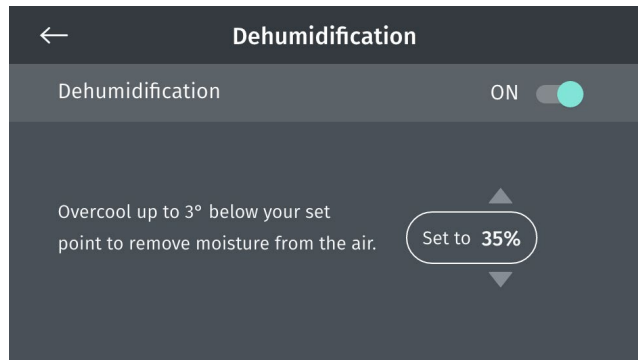 Dehumidification
Dehumidification ON
Overcool up to 3° below your set
point to remove moisture from the air.
Set to 35%